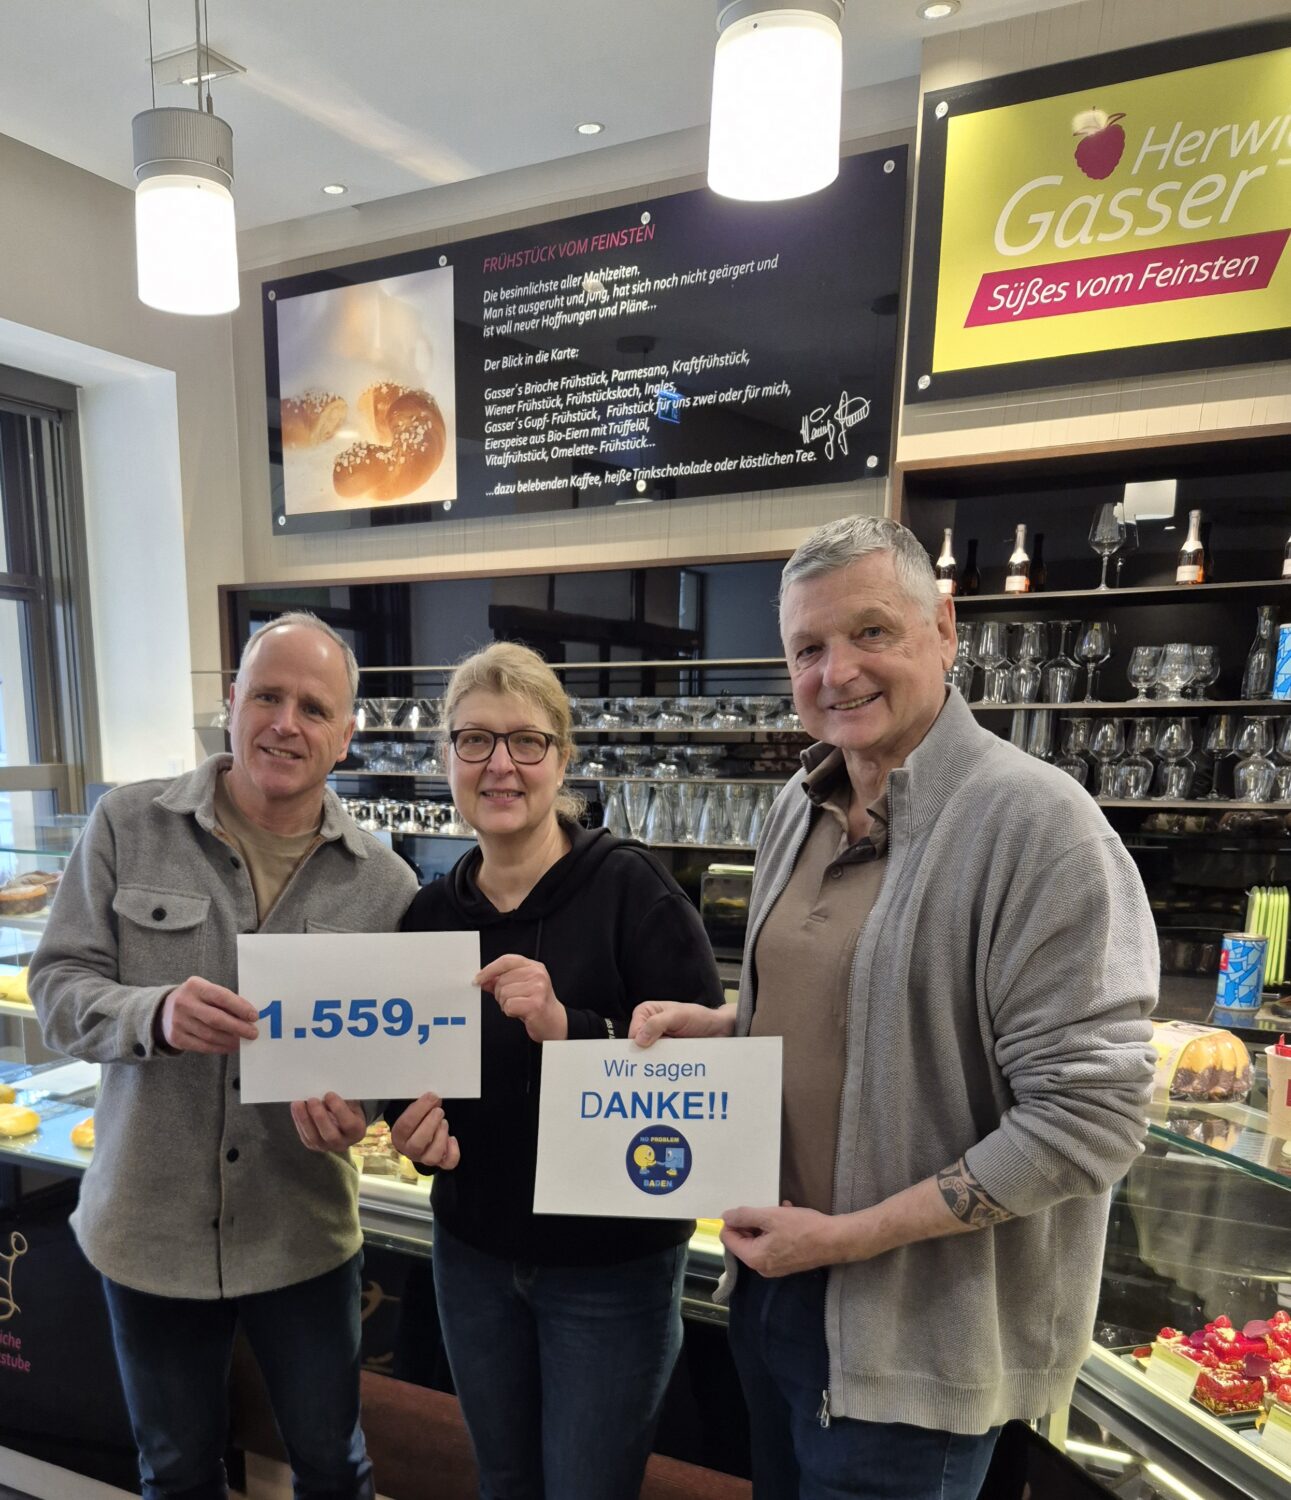 FRÜHSTÜCK VOM FEINSTEN
Die besinnlichste aller Mahlzeiten.
Man ist ausgeruht und jung, hat sich noch nicht geärgert und
ist voll neuer Hoffnungen und Pläne...
Der Blick in die Karte:
Gasser´s Brioche Frühstück, Parmesano, Kraftfrühstück,
Wiener Frühstück, Frühstückskoch, Ingles,
Gasser´s Gupf- Frühstück, Frühstück für uns zwei oder für mich,
Eierspeise aus Bio-Eiern mit Trüffelöl,
Vitalfrühstück, Omelette- Frühstück...
...dazu belebenden Kaffee, heiße Trinkschokolade oder köstlichen Tee.
Herwig
Gasser
Süßes vom Feinsten
1.559,--
Wir sagen
DANKE!!
NO PROBLEM
BADEN
iche
stube